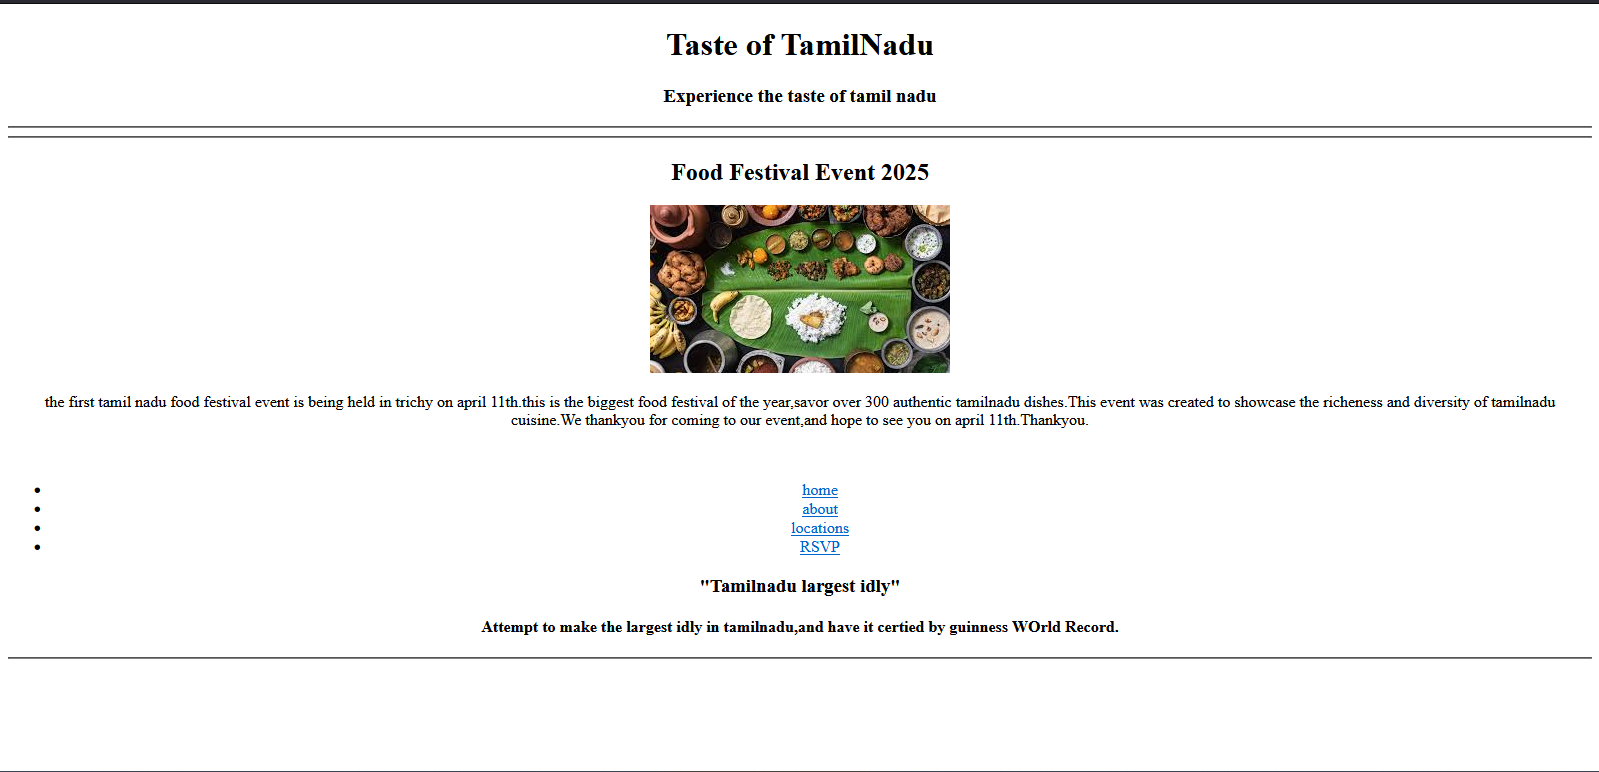 Taste of TamilNadu
Experience the taste of tamil nadu
Food Festival Event 2025
the first tamil nadu food festival event is being held in trichy on april 11th.this is the biggest food festival of the year,savor over 300 authentic tamilnadu dishes.This event was created to showcase the richeness and diversity of tamilnadu
cuisine.We thankyou for coming to our event,and hope to see you on april 11th.Thankyou.
• home
• about
• locations
• RSVP
"Tamilnadu largest idly"
Attempt to make the largest idly in tamilnadu,and have it certied by guinness WOrld Record.